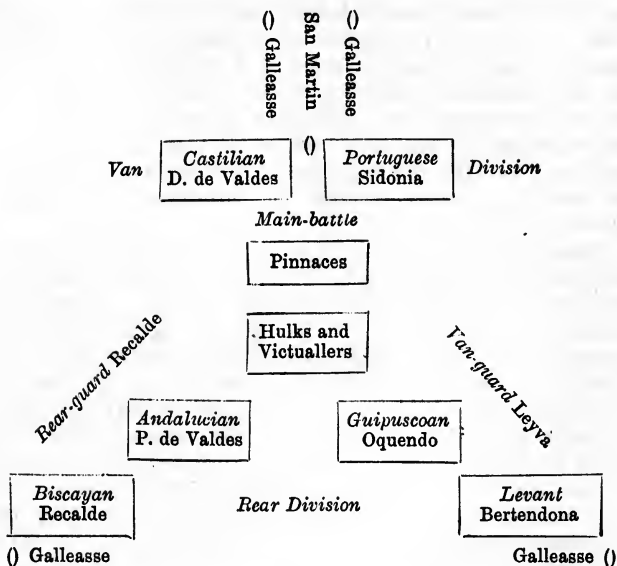 () Galleasse
San Martin ()
() Galleasse
Van
Castilian
D. de Valdes
Portuguese
Sidonia
Division
Main-battle
Pinnaces
Hulks and
Victuallers
Rear-guard Recalde
Van-guard Leyva
Andalucian
P. de Valdes
Guipuscoan
Oquendo
Biscayan
Recalde
Rear Division
Levant
Bertendona
() Galleasse
Galleasse ()